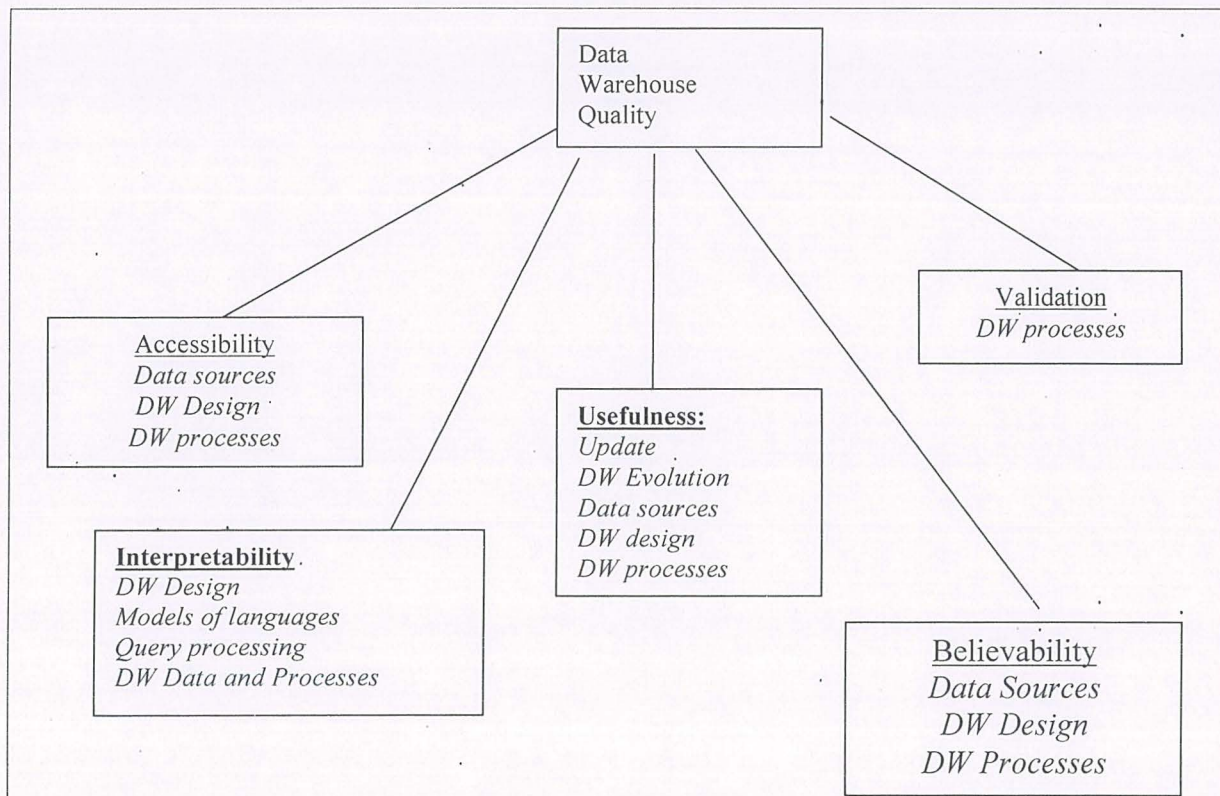 Data
Warehouse
Quality
Accessibility
Data sources
DW Design
DW processes
Interpretability
DW Design
Models of languages
Query processing
DW Data and Processes
Usefulness:
Update
DW Evolution
Data sources
DW design
DW processes
Validation
DW processes
Believability
Data Sources
DW Design
DW Processes